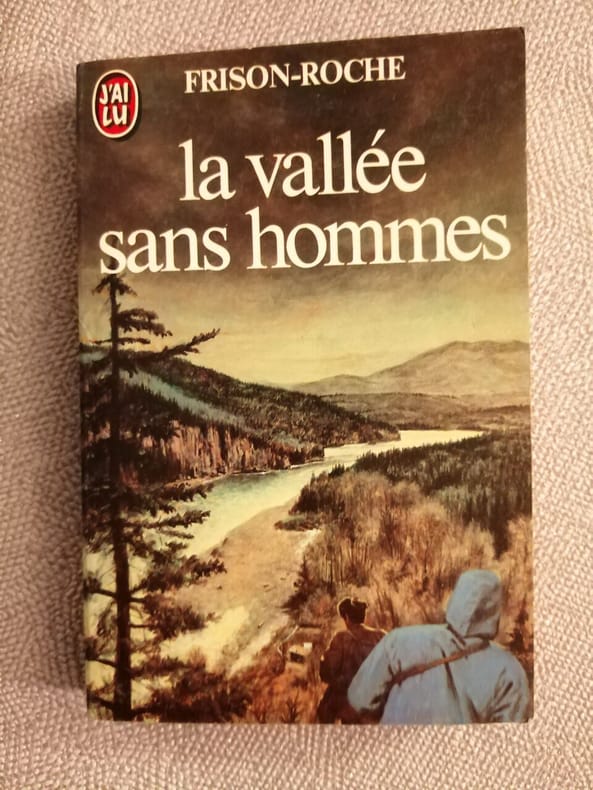 J'AI
LU
FRISON-ROCHE
la vallée
sans hommes